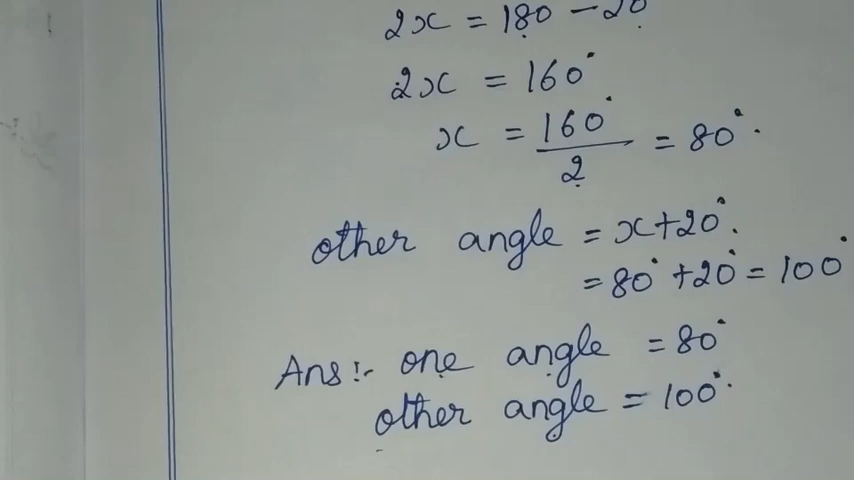 2x = 180 - 20
2x = 160°
x = 160°/2 = 80°.
other angle = x+20°.
= 80° +20° = 100°
Ans:- one angle = 80°
other angle = 100°.